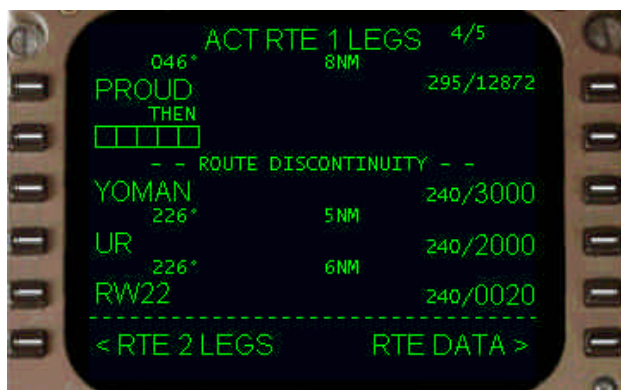 ACT RTE 1 LEGS 4/5
046° 8NM
PROUD 295/12872
THEN
- - ROUTE DISCONTINUITY - -
YOMAN 240/3000
226° 5NM
UR 240/2000
226° 6NM
RW22 240/0020
< RTE 2 LEGS RTE DATA >